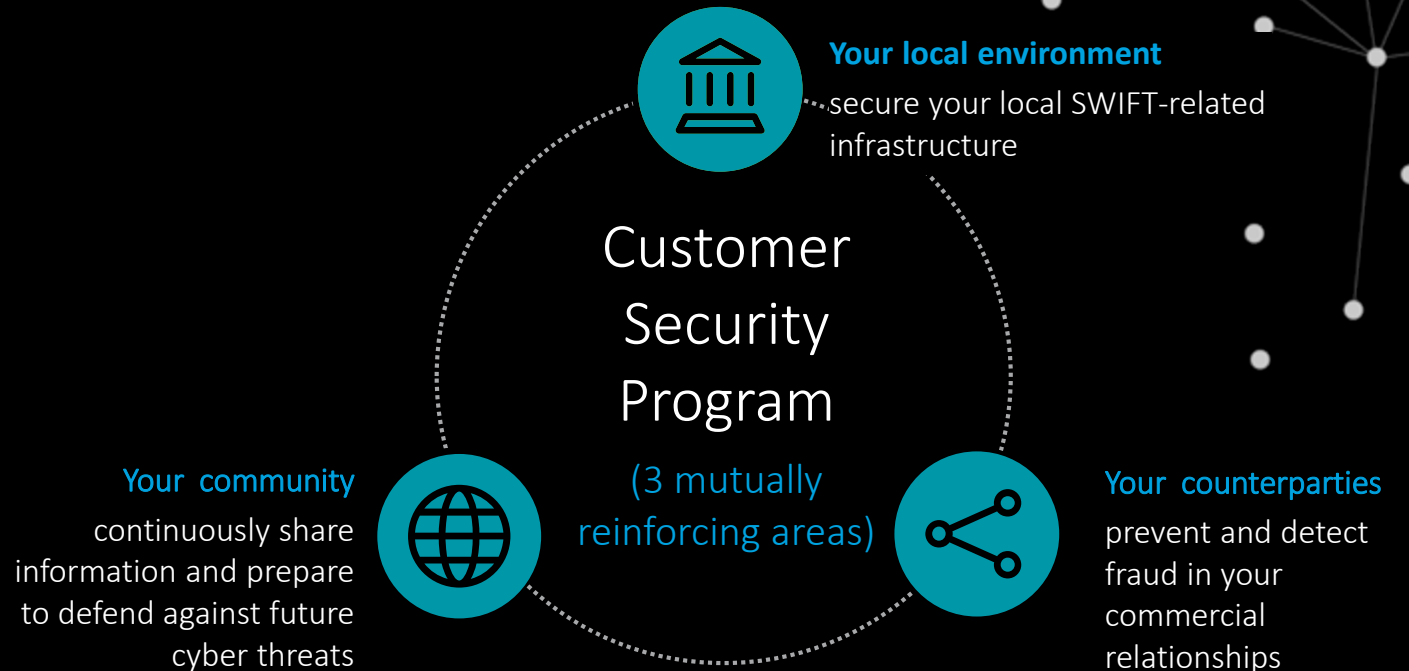 Your local environment
secure your local SWIFT-related
infrastructure
Customer
Security
Program
(3 mutually
reinforcing areas)
Your community
continuously share
information and prepare
to defend against future
cyber threats
Your counterparties
prevent and detect
fraud in your
commercial
relationships